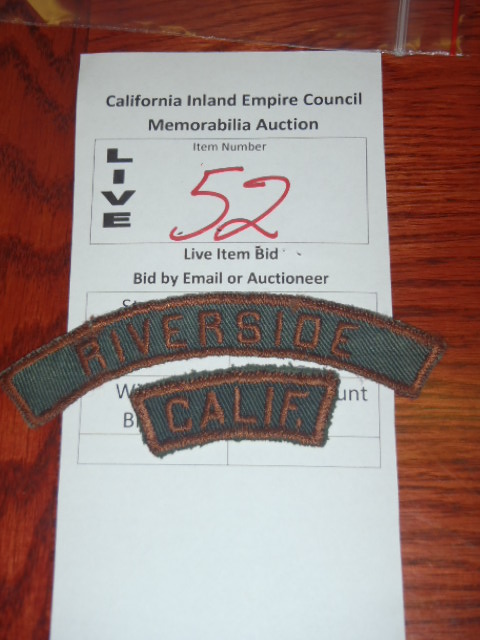 California Inland Empire Council
Memorabilia Auction
Item Number
LIVE
52
Live Item Bid
Bid by Email or Auctioneer
RIVERSIDE
CALIF.